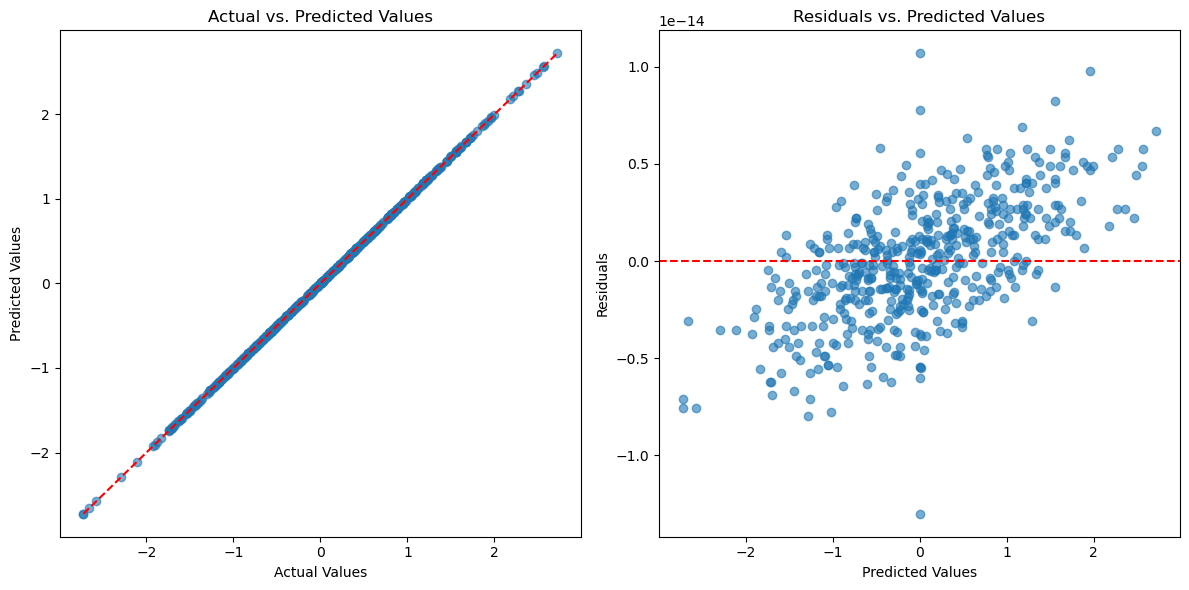 Actual vs. Predicted Values
2
1
0
−1
−2
Predicted Values
−2
−1
0
1
2
Actual Values
Residuals vs. Predicted Values
1e−14
1.0
0.5
0.0
−0.5
−1.0
Residuals
−2
−1
0
1
2
Predicted Values